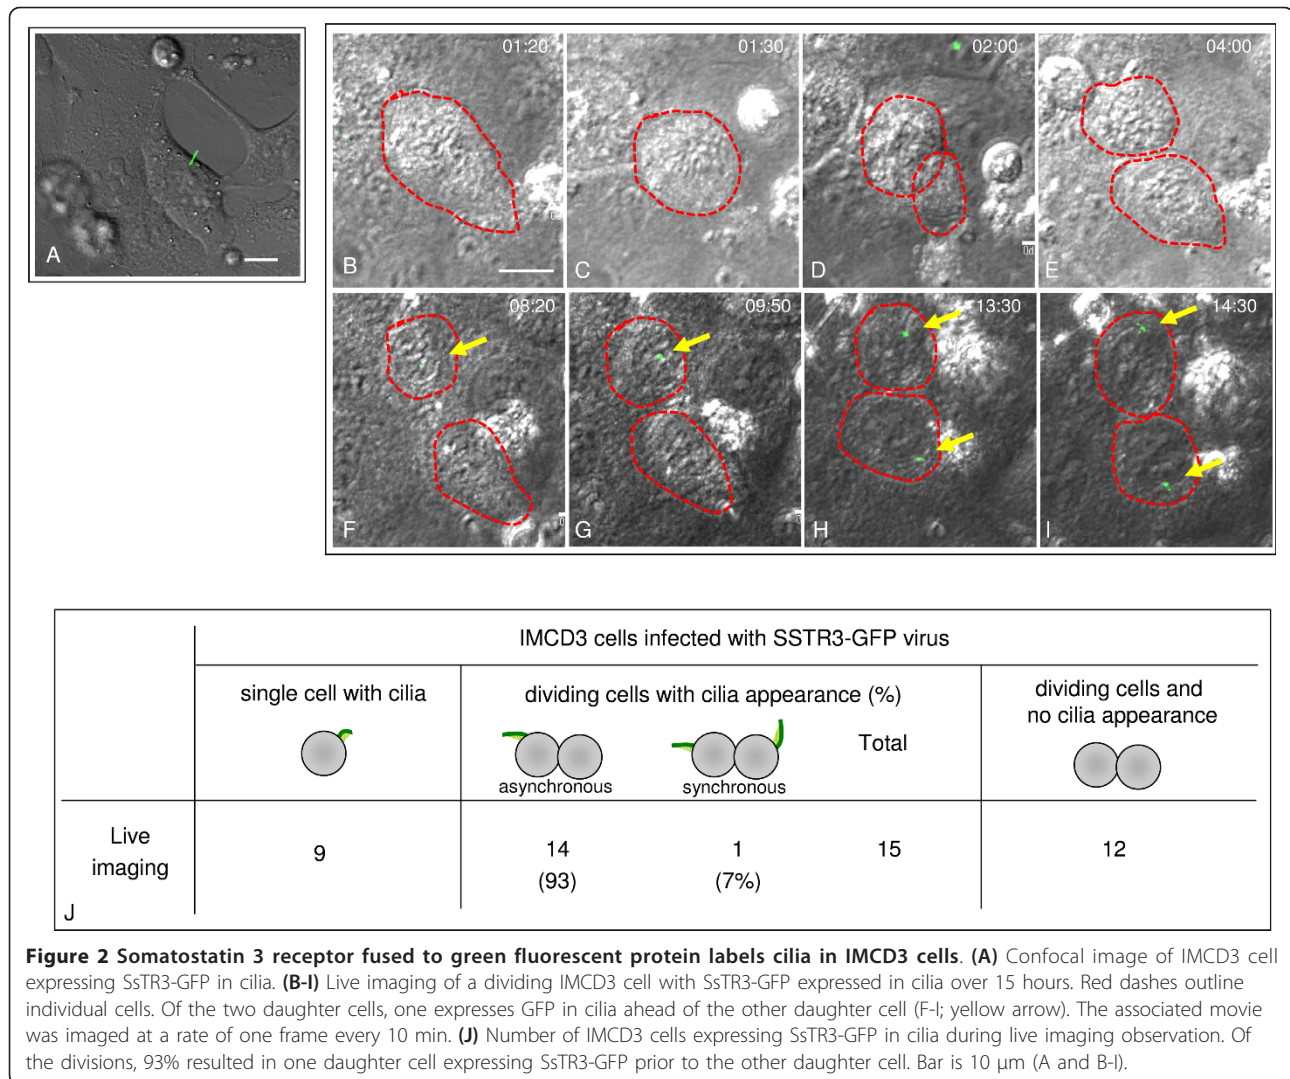 A
01:20
B
01:30
C
02:00
D
04:00
E
08:20
F
09:50
G
13:30
H
14:30
I
IMCD3 cells infected with SSTR3-GFP virus
single cell with cilia
dividing cells with cilia appearance (%)
dividing cells and
no cilia appearance
asynchronous
synchronous
Total
Live
imaging
9
14
(93)
1
(7%)
15
12
J
Figure 2 Somatostatin 3 receptor fused to green fluorescent protein labels cilia in IMCD3 cells. (A) Confocal image of IMCD3 cell
expressing SsTR3-GFP in cilia. (B-I) Live imaging of a dividing IMCD3 cell with SsTR3-GFP expressed in cilia over 15 hours. Red dashes outline
individual cells. Of the two daughter cells, one expresses GFP in cilia ahead of the other daughter cell (F-I; yellow arrow). The associated movie
was imaged at a rate of one frame every 10 min. (J) Number of IMCD3 cells expressing SsTR3-GFP in cilia during live imaging observation. Of
the divisions, 93% resulted in one daughter cell expressing SsTR3-GFP prior to the other daughter cell. Bar is 10 μm (A and B-I).